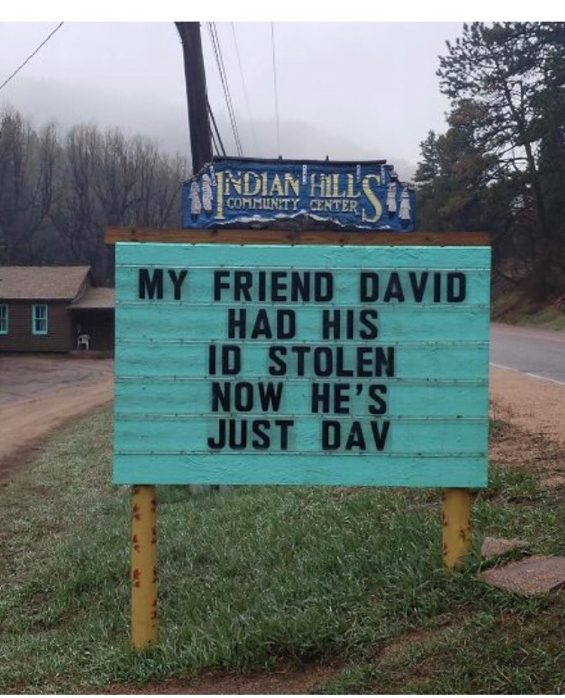 INDIAN HILLS
COMMUNITY CENTER
MY FRIEND DAVID
HAD HIS
ID STOLEN
NOW HE'S
JUST DAV